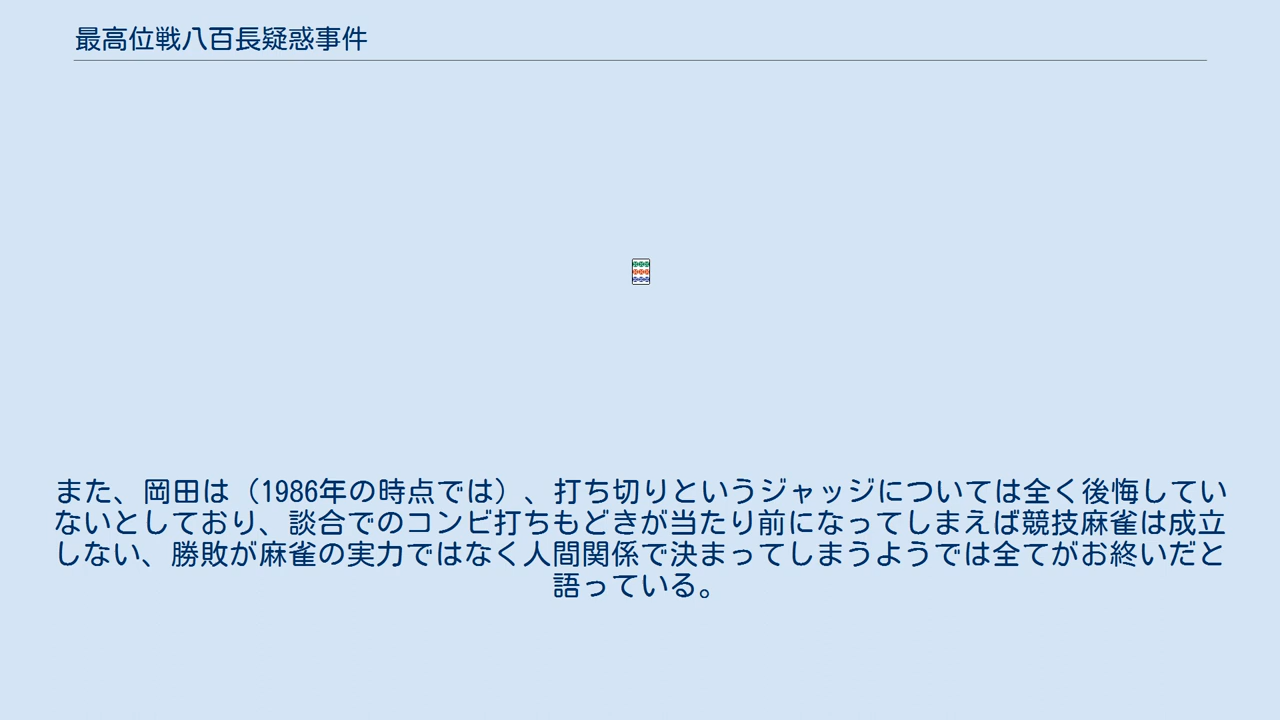 最高位戦八百長疑惑事件
また、岡田は（1986年の時点では）、打ち切りというジャッジについては全く後悔してい
ないとしており、談合でのコンビ打ちもどきが当たり前になってしまえば競技麻雀は成立
しない、勝敗が麻雀の実力ではなく人間関係で決まってしまうようでは全てがお終いだと
語っている。